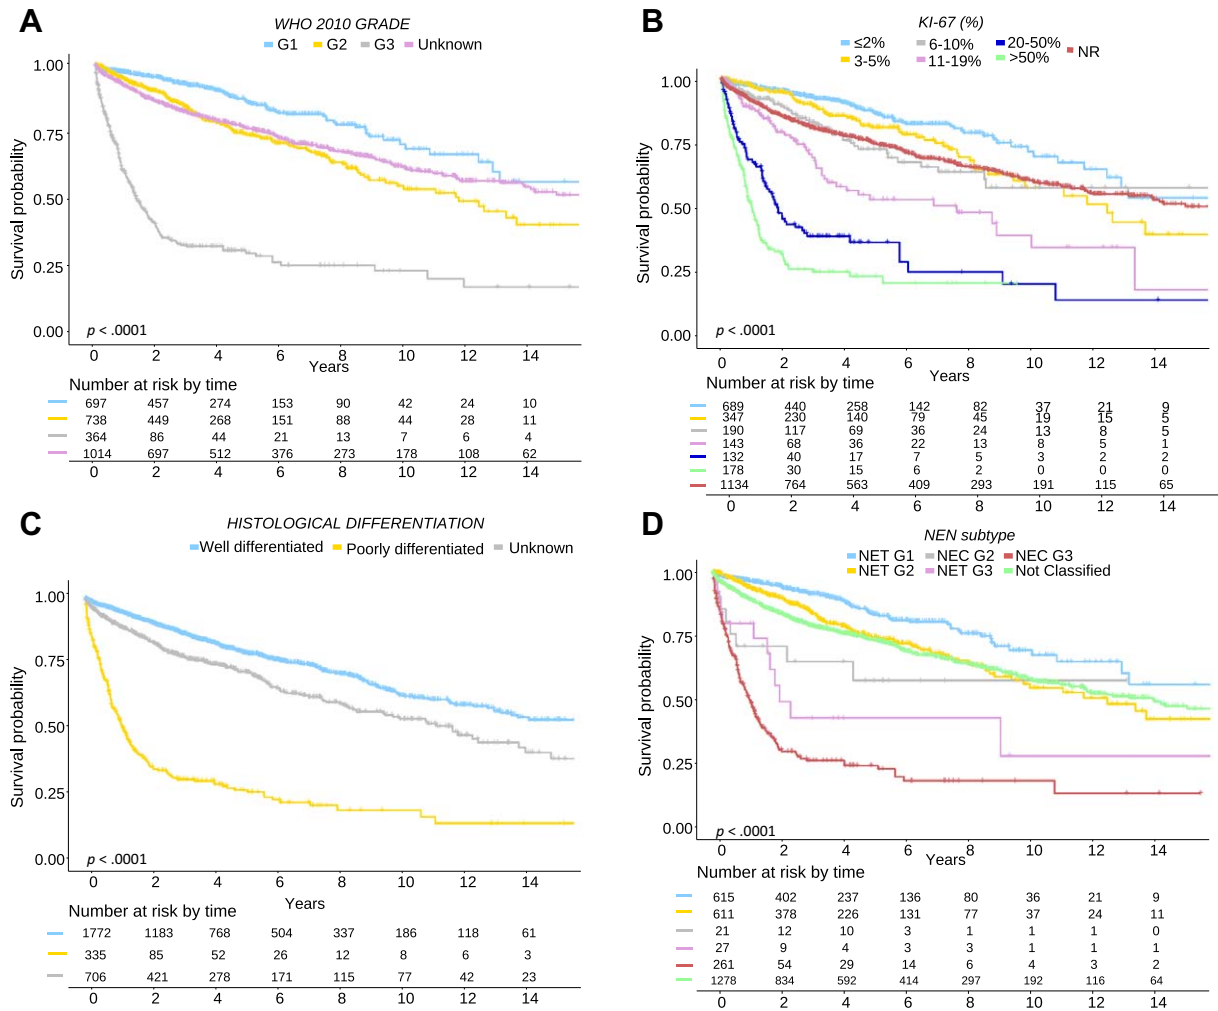 A
WHO 2010 GRADE
G1 G2 G3 Unknown
1.00
0.75
0.50
0.25
0.00
Survival probability
p < .0001
0 2 4 6 8 10 12 14
Years
Number at risk by time
697 457 274 153 90 42 24 10
738 449 268 151 88 44 28 11
364 86 44 21 13 7 6 4
1014 697 512 376 273 178 108 62
0 2 4 6 8 10 12 14
B
KI-67 (%)
≤2% 6-10% 20-50% NR
3-5% 11-19% >50%
1.00
0.75
0.50
0.25
0.00
Survival probability
p < .0001
0 2 4 6 8 10 12 14
Years
Number at risk by time
689 440 258 142 82 37 21 9
347 230 140 79 45 19 15 5
190 117 69 36 24 13 8 5
143 68 36 22 13 8 5 1
132 40 17 7 5 3 2 2
178 30 15 6 2 0 0 0
1134 764 563 409 293 191 115 65
0 2 4 6 8 10 12 14
C
HISTOLOGICAL DIFFERENTIATION
Well differentiated Poorly differentiated Unknown
1.00
0.75
0.50
0.25
0.00
Survival probability
p < .0001
0 2 4 6 8 10 12 14
Years
Number at risk by time
1772 1183 768 504 337 186 118 61
335 85 52 26 12 8 6 3
706 421 278 171 115 77 42 23
0 2 4 6 8 10 12 14
D
NEN subtype
NET G1 NEC G2 NEC G3
NET G2 NET G3 Not Classified
1.00
0.75
0.50
0.25
0.00
Survival probability
p < .0001
0 2 4 6 8 10 12 14
Years
Number at risk by time
615 402 237 136 80 36 21 9
611 378 226 131 77 37 24 11
21 12 10 3 1 1 1 0
27 9 4 3 3 1 1 1
261 54 29 14 6 4 3 2
1278 834 592 414 297 192 116 64
0 2 4 6 8 10 12 14